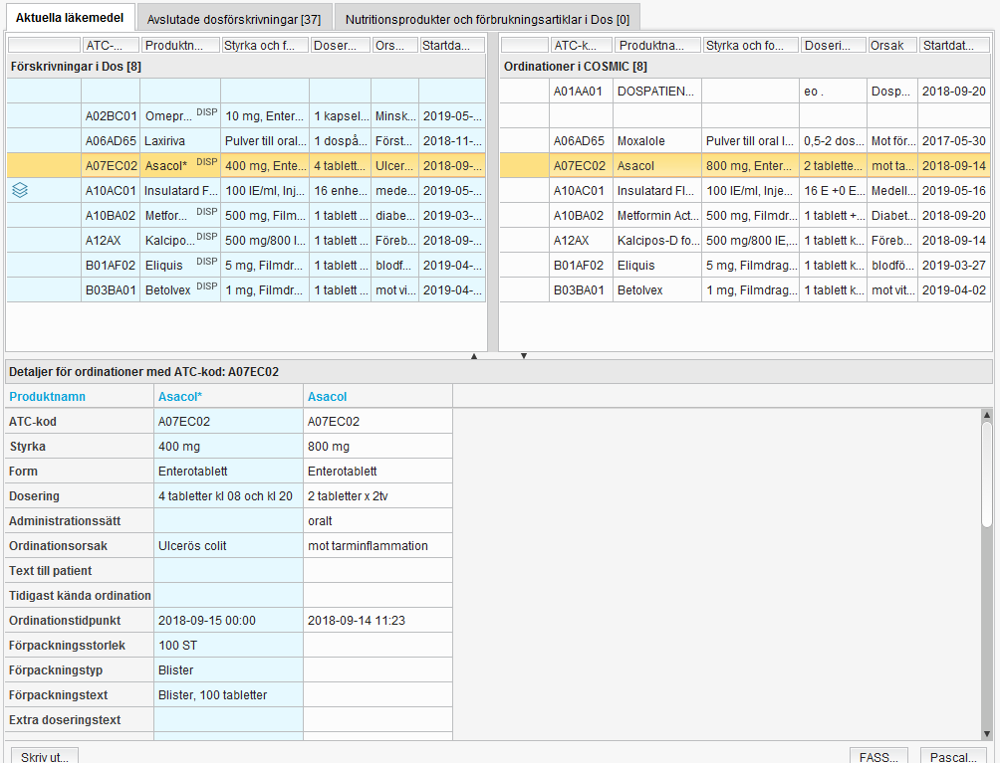 Aktuella läkemedel Avslutade dosförskrivningar [37] Nutritionsprodukter och förbrukningsartiklar i Dos [0]
ATC-... Produktn... Styrka och f... Doser... Ors... Startda...
Förskrivningar i Dos [8]
A02BC01 Omepr... DISP 10 mg, Enter... 1 kapsel... Minsk... 2019-05-...
A06AD65 Laxiriva Pulver till oral... 1 dospå... Först... 2018-11-...
A07EC02 Asacol* DISP 400 mg, Ente... 4 tablett... Ulcer... 2018-09-...
A10AC01 Insulatard F... 100 IE/ml, Inj... 16 enhe... mede... 2019-05-...
A10BA02 Metfor... DISP 500 mg, Film... 1 tablett ... diabe... 2019-03-...
A12AX Kalcipos... DISP 500 mg/800 I... 1 tablett ... Föreb... 2018-09-...
B01AF02 Eliquis DISP 5 mg, Filmdr... 1 tablett ... blodf... 2019-04-...
B03BA01 Betolvex DISP 1 mg, Filmdr... 1 tablett ... mot vi... 2019-04-...
ATC-k... Produktna... Styrka och fo... Doseri... Orsak Startdat...
Ordinationer i COSMIC [8]
A01AA01 DOSPATIEN... eo . Dosp... 2018-09-20
A06AD65 Moxalole Pulver till oral l... 0,5-2 dos... Mot för... 2017-05-30
A07EC02 Asacol 800 mg, Enter... 2 tablette... mot ta... 2018-09-14
A10AC01 Insulatard Fl... 100 IE/ml, Inje... 16 E +0 E... Medell... 2019-05-16
A10BA02 Metformin Act... 500 mg, Filmdr... 1 tablett +... Diabet... 2018-09-20
A12AX Kalcipos-D fo... 500 mg/800 IE,... 1 tablett k... Föreb... 2018-09-14
B01AF02 Eliquis 5 mg, Filmdrag... 1 tablett k... blodfö... 2019-03-27
B03BA01 Betolvex 1 mg, Filmdrag... 1 tablett k... mot vit... 2019-04-02
Detaljer för ordinationer med ATC-kod: A07EC02
Produktnamn Asacol* Asacol
ATC-kod A07EC02 A07EC02
Styrka 400 mg 800 mg
Form Enterotablett Enterotablett
Dosering 4 tabletter kl 08 och kl 20 2 tabletter x 2tv
Administrationssätt oralt
Ordinationsorsak Ulcerös colit mot tarminflammation
Text till patient
Tidigast kända ordination
Ordinationstidpunkt 2018-09-15 00:00 2018-09-14 11:23
Förpackningsstorlek 100 ST
Förpackningstyp Blister
Förpackningstext Blister, 100 tabletter
Extra doseringstext
Skriv ut... FASS... Pascal...